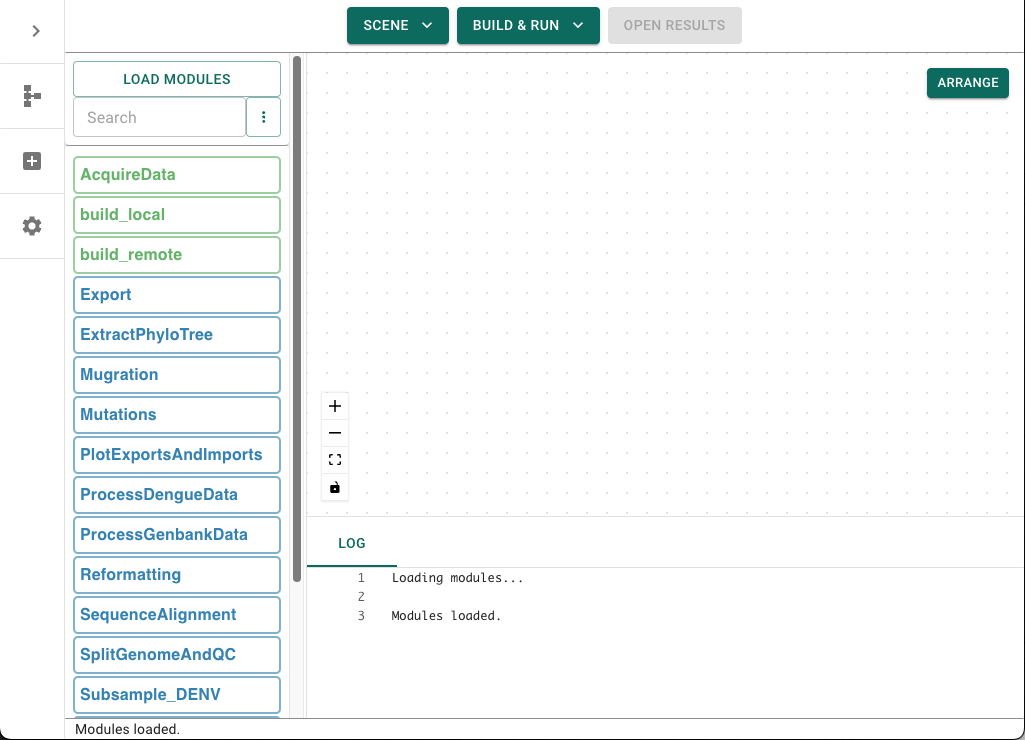 SCENE
BUILD & RUN
OPEN RESULTS
LOAD MODULES
Search
ARRANGE
AcquireData
build_local
build_remote
Export
ExtractPhyloTree
Mugration
Mutations
PlotExportsAndImports
ProcessDengueData
ProcessGenbankData
Reformatting
SequenceAlignment
SplitGenomeAndQC
Subsample_DENV
LOG
1 Loading modules...
2
3 Modules loaded.
Modules loaded.